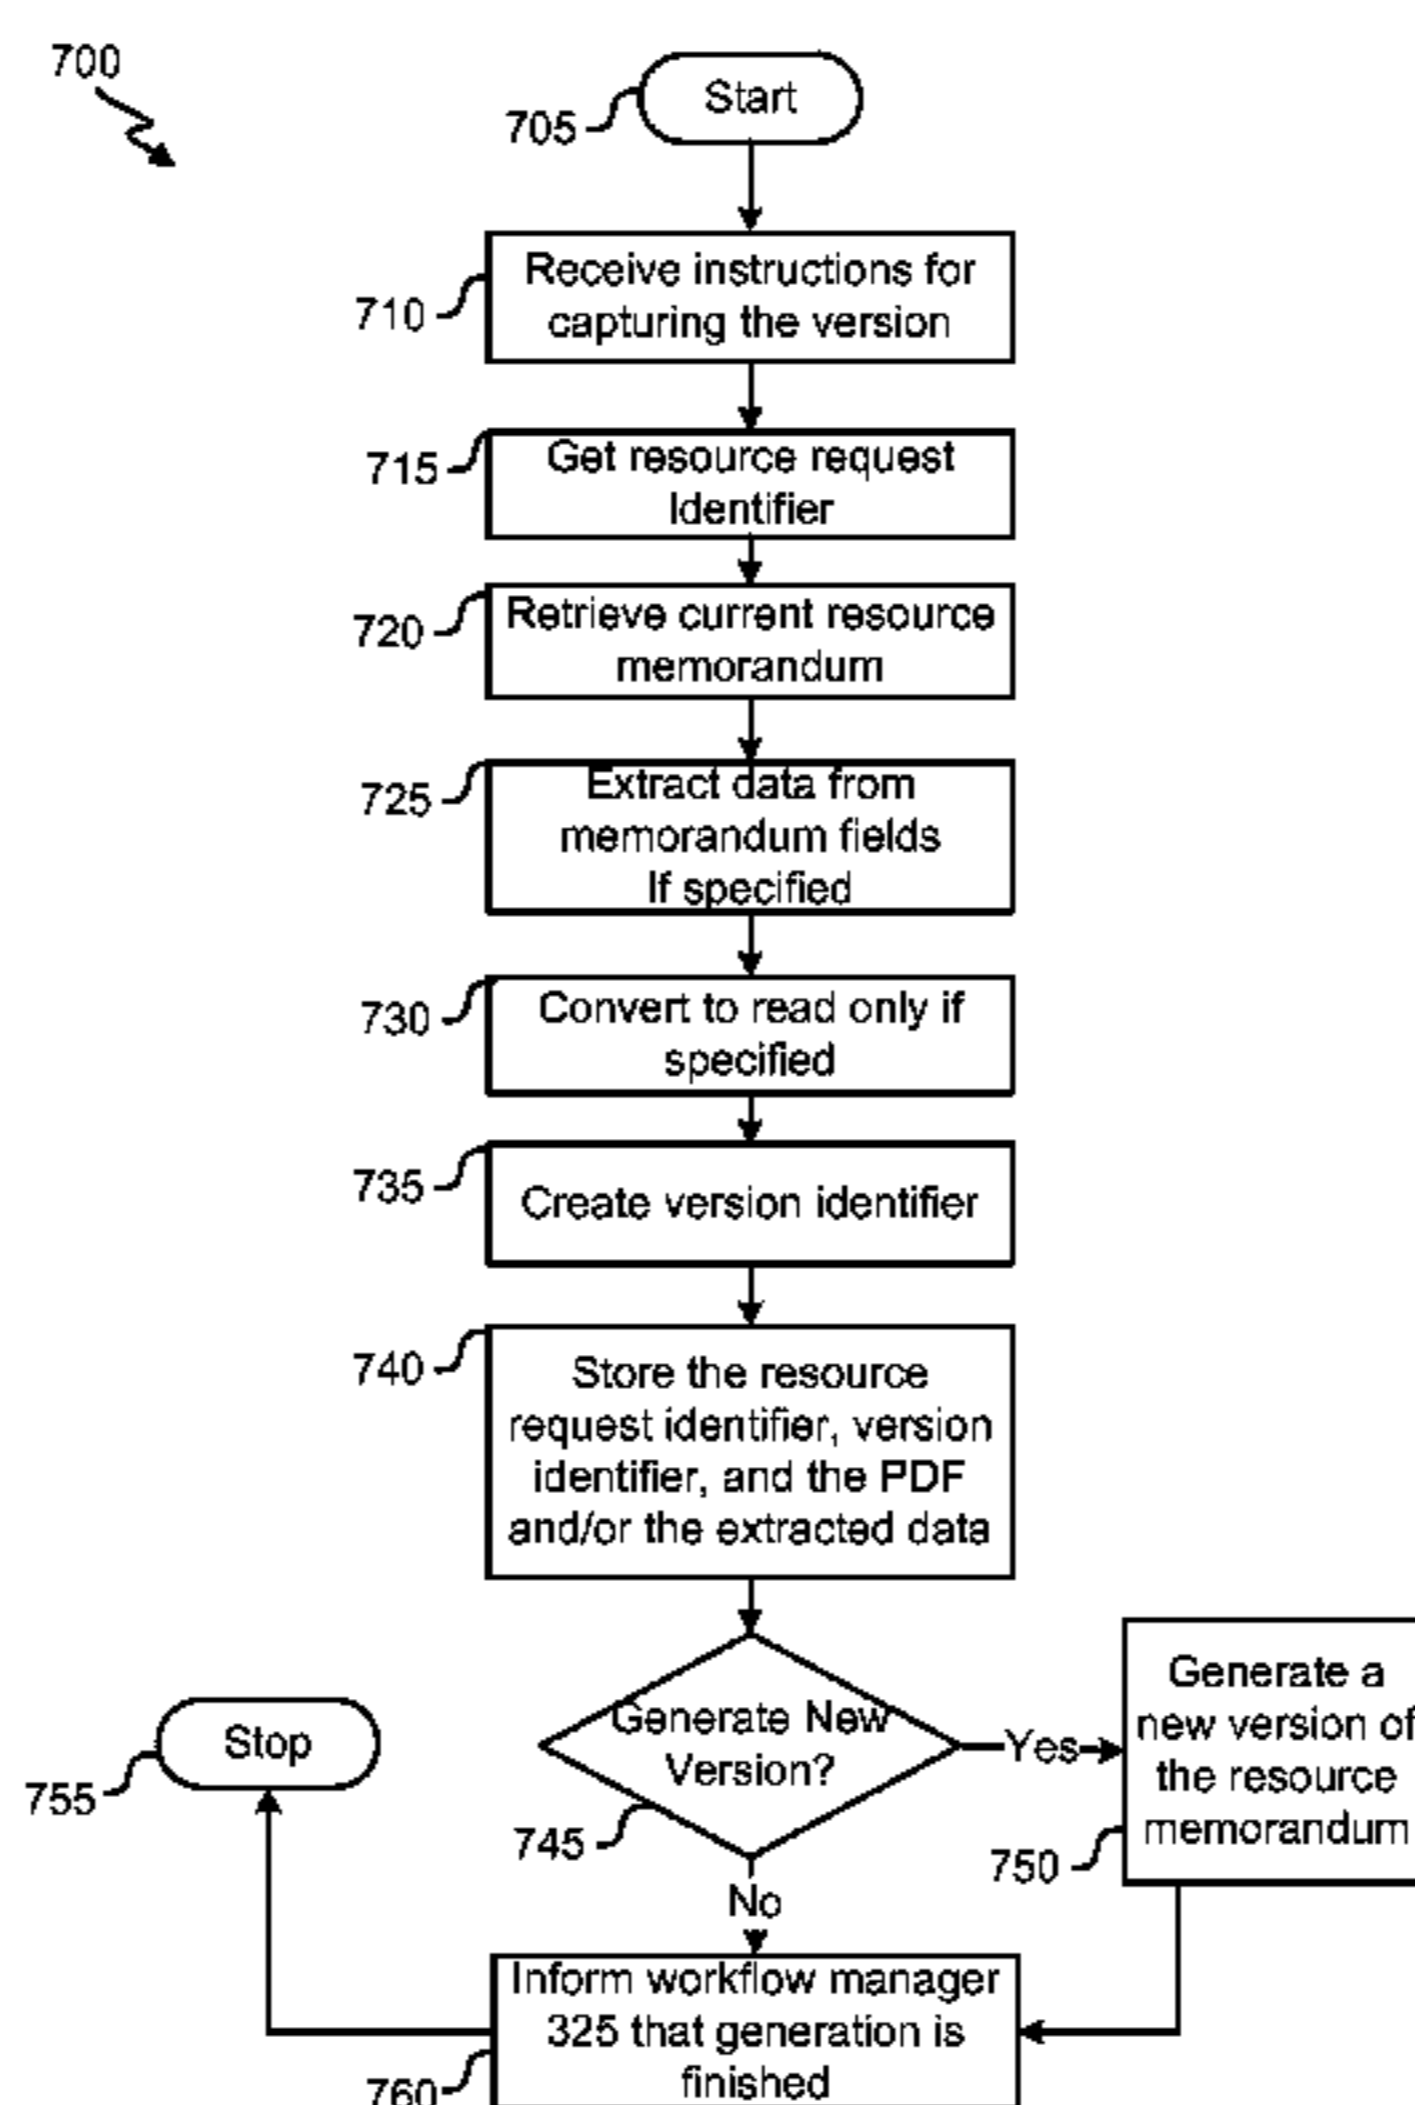 700
Start
705
Receive instructions for
capturing the version
710
Get resource request
Identifier
715
Retrieve current resource
memorandum
720
Extract data from
memorandum fields
If specified
725
Convert to read only if
specified
730
Create version identifier
735
Store the resource
request identifier, version
identifier, and the PDF
and/or the extracted data
740
Generate New
Version?
745
Yes
Generate a
new version of
the resource
memorandum
750
Stop
755
No
Inform workflow manager
325 that generation is
finished
760